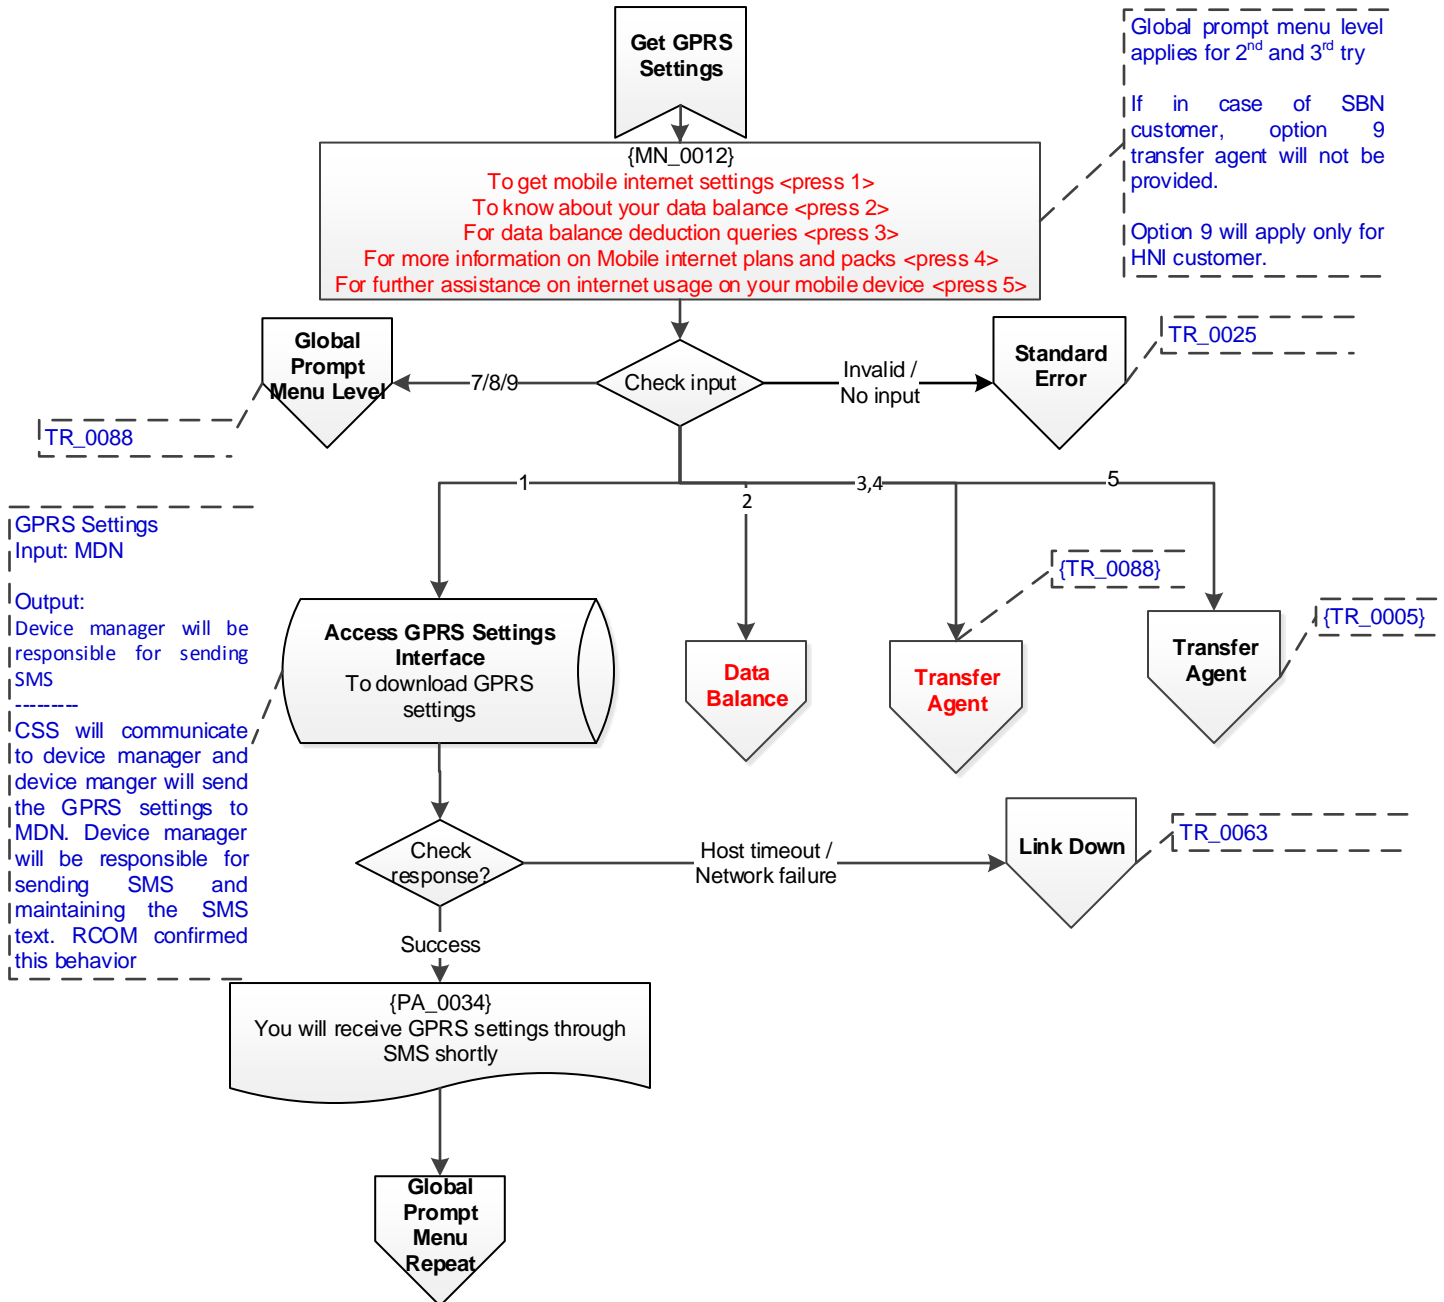 Get GPRS
Settings
Global prompt menu level
applies for 2nd and 3rd try
If in case of SBN
customer, option 9
transfer agent will not be
provided.
Option 9 will apply only for
HNI customer.
{MN_0012}
To get mobile internet settings <press 1>
To know about your data balance <press 2>
For data balance deduction queries <press 3>
For more information on Mobile internet plans and packs <press 4>
For further assistance on internet usage on your mobile device <press 5>
Global
Prompt
Menu Level
7/8/9
Check input
Invalid /
No input
Standard
Error
TR_0025
TR_0088
1
2
3,4
5
GPRS Settings
Input: MDN
Output:
Device manager will be
responsible for sending
SMS
---------
CSS will communicate
to device manager and
device manger will send
the GPRS settings to
MDN. Device manager
will be responsible for
sending SMS and
maintaining the SMS
text. RCOM confirmed
this behavior
Access GPRS Settings
Interface
To download GPRS
settings
Data
Balance
{TR_0088}
Transfer
Agent
{TR_0005}
Transfer
Agent
Check
response?
Host timeout /
Network failure
Link Down
TR_0063
Success
{PA_0034}
You will receive GPRS settings through
SMS shortly
Global
Prompt
Menu
Repeat